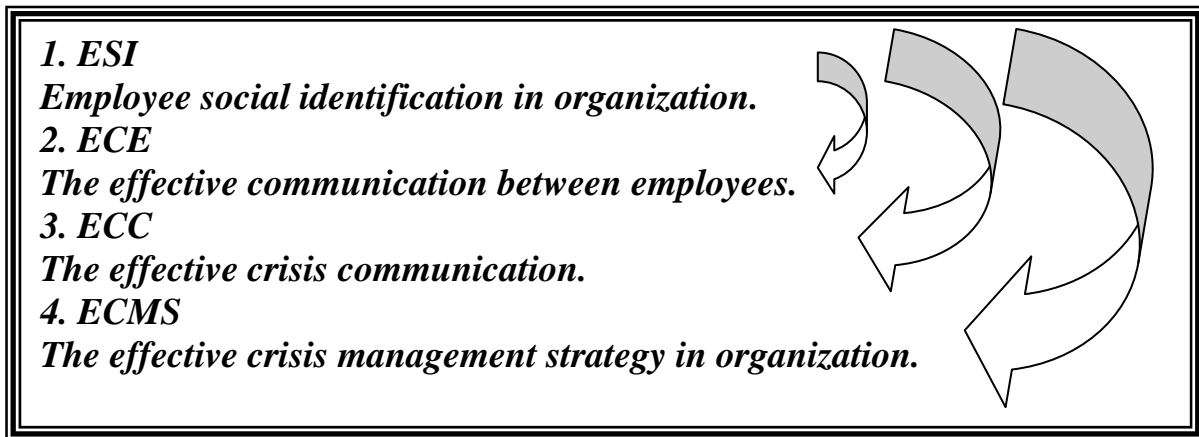 1. ESI
Employee social identification in organization.
2. ECE
The effective communication between employees.
3. ECC
The effective crisis communication.
4. ECMS
The effective crisis management strategy in organization.